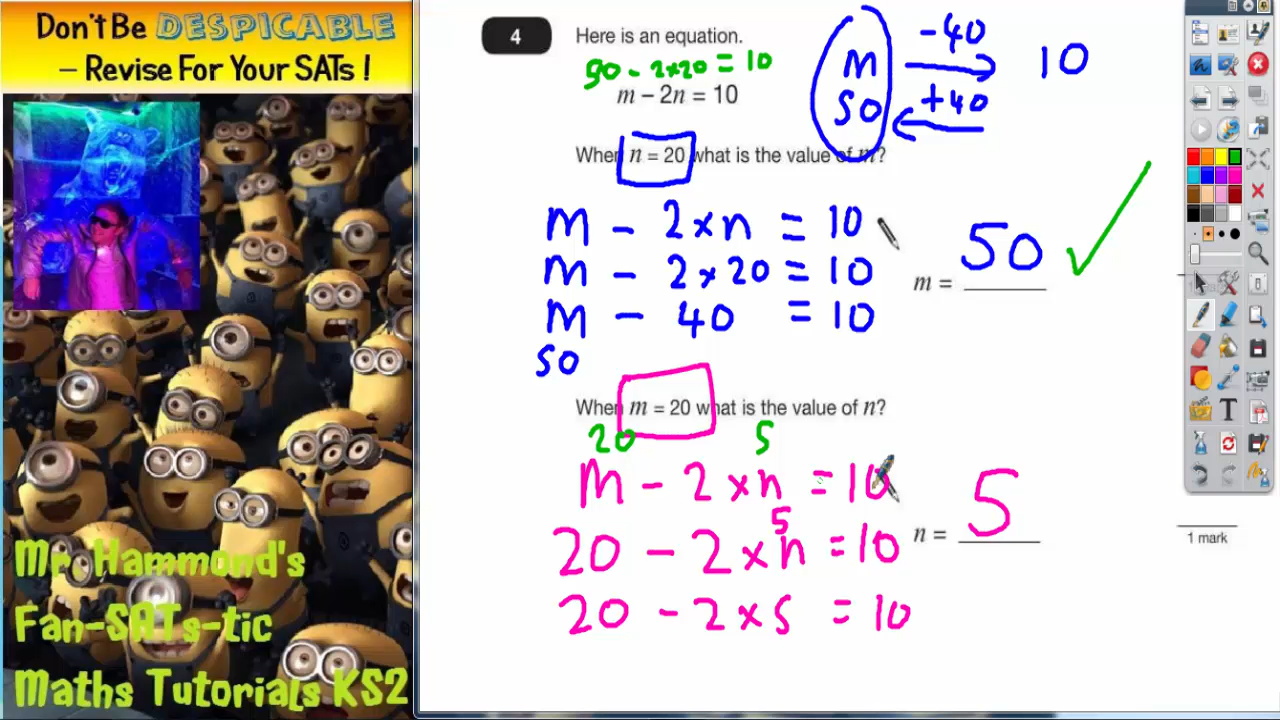 Don't Be DESPICABLE
– Revise For Your SATs !
Mr Hammond's
Fan-SATs-tic
Maths Tutorials KS2
4
Here is an equation.
50 - 2×20 = 10
m – 2n = 10
m -40 10
50 +40
When n = 20 what is the value of m?
m - 2×n = 10
m - 2×20 = 10
m - 40 = 10
50
m = 50
When m = 20 what is the value of n?
20 5
m - 2×n = 10
5
20 - 2×n = 10
20 - 2×5 = 10
n = 5
1 mark
T